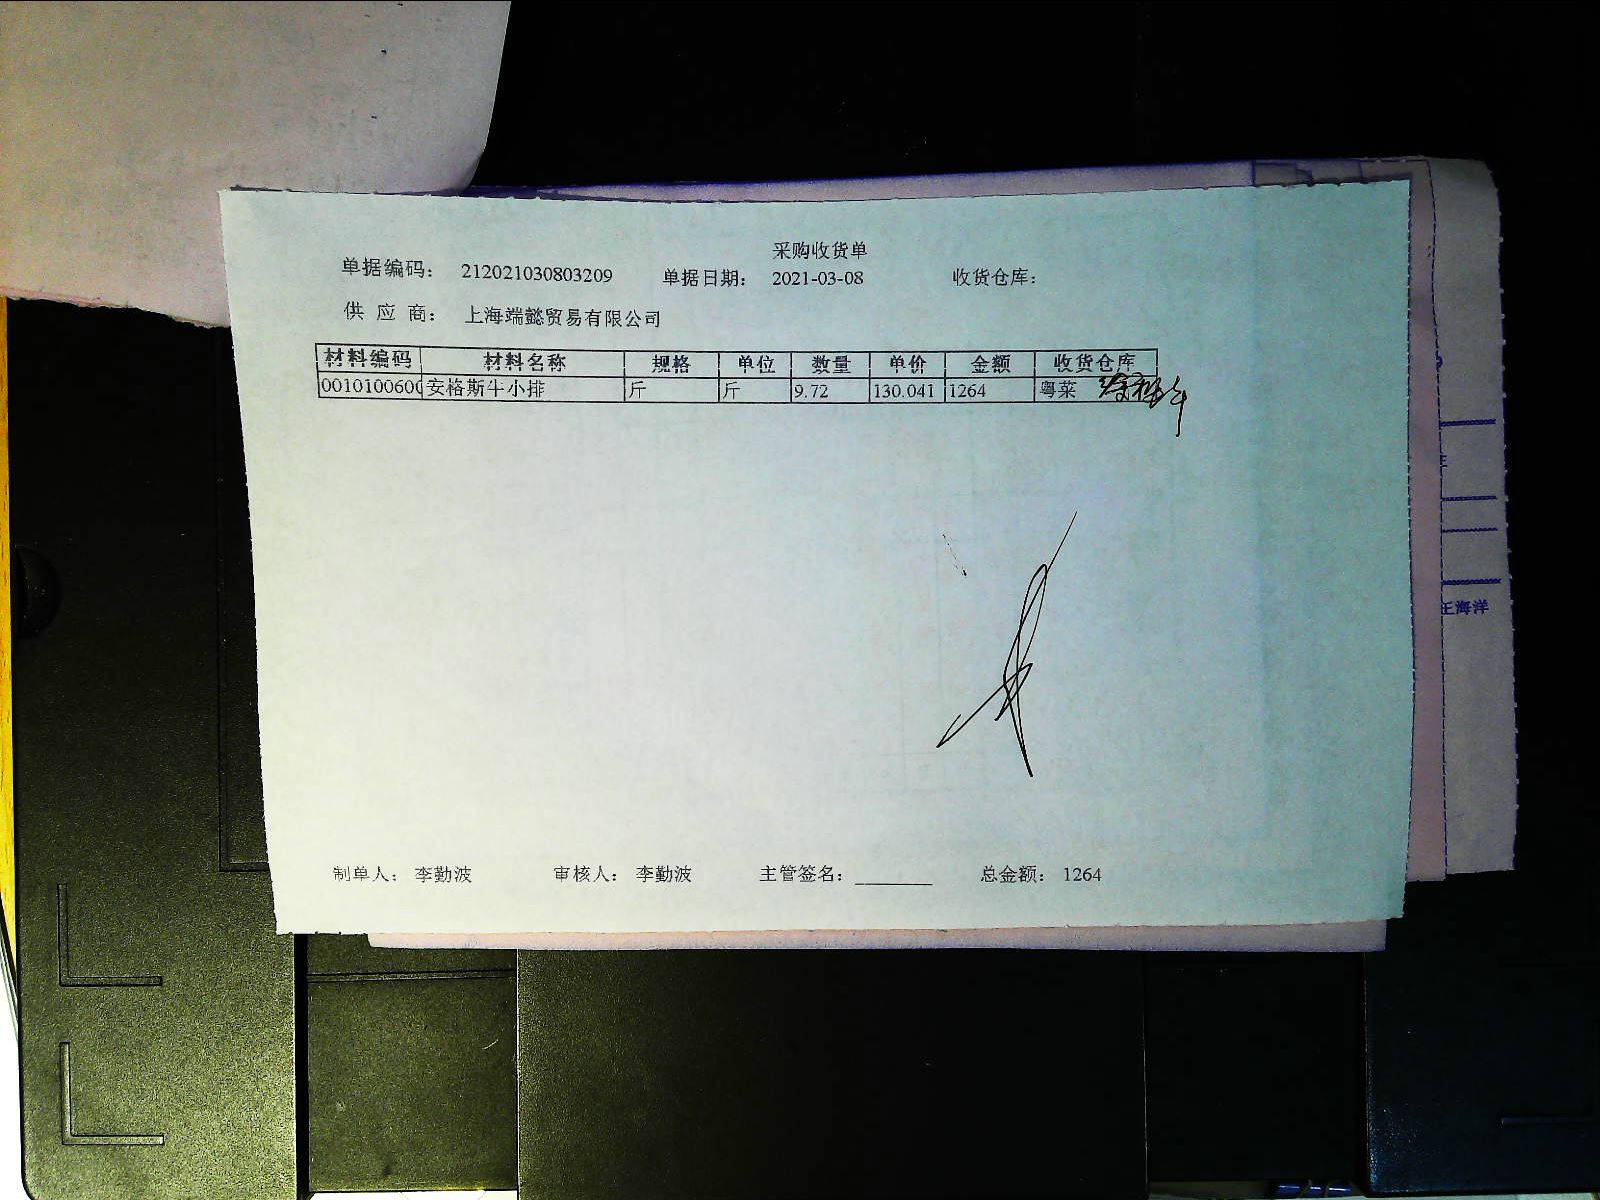 采购收货单
单据编码： 212021030803209 单据日期： 2021-03-08 收货仓库：
供 应 商： 上海端懿贸易有限公司
材料编码 材料名称 规格 单位 数量 单价 金额 收货仓库
0010100600 安格斯牛小排 斤 斤 9.72 130.041 1264 粤菜
王海洋
制单人： 李勤波 审核人： 李勤波 主管签名： 总金额： 1264